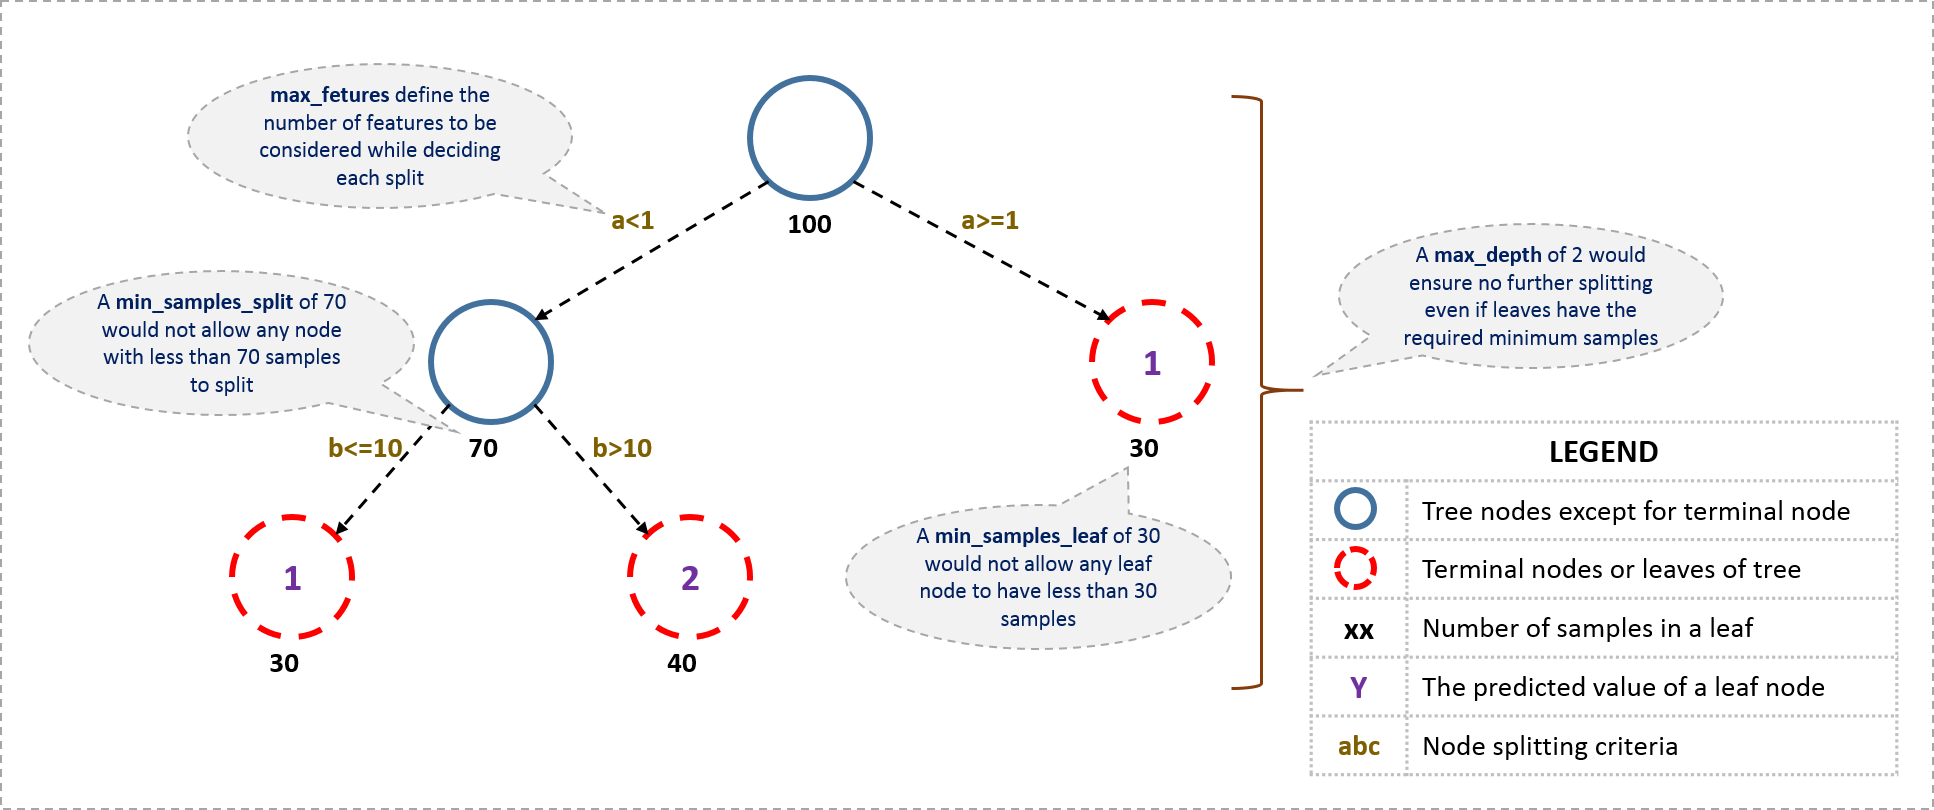 max_fetures define the
number of features to be
considered while deciding
each split
100
a<1
a>=1
A min_samples_split of 70
would not allow any node
with less than 70 samples
to split
A max_depth of 2 would
ensure no further splitting
even if leaves have the
required minimum samples
1
b<=10
70
b>10
30
A min_samples_leaf of 30
would not allow any leaf
node to have less than 30
samples
1
2
30
40
LEGEND
Tree nodes except for terminal node
Terminal nodes or leaves of tree
xx Number of samples in a leaf
Y The predicted value of a leaf node
abc Node splitting criteria